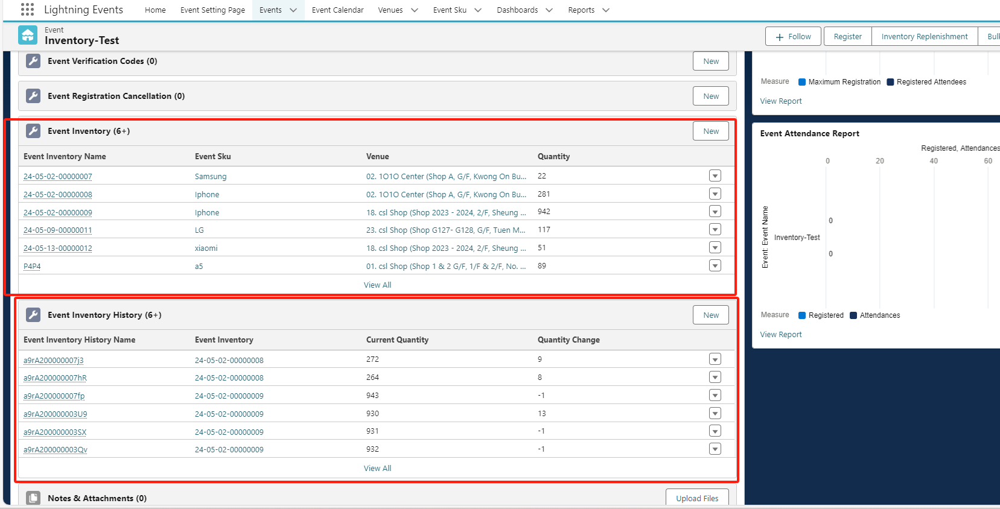 Lightning Events Home Event Setting Page Events Event Calendar Venues Event Sku Dashboards Reports
Event
Inventory-Test
Follow Register Inventory Replenishment
Event Verification Codes (0) New
Event Registration Cancellation (0) New
Event Inventory (6+) New
Event Inventory Name Event Sku Venue Quantity
24-05-02-00000007 Samsung 02. 1O1O Center (Shop A, G/F, Kwong On Bu... 22
24-05-02-00000008 Iphone 02. 1O1O Center (Shop A, G/F, Kwong On Bu... 281
24-05-02-00000009 Iphone 18. csl Shop (Shop 2023 - 2024, 2/F, Sheung ... 942
24-05-09-00000011 LG 23. csl Shop (Shop G127- G128, G/F, Tuen M... 117
24-05-13-00000012 xiaomi 18. csl Shop (Shop 2023 - 2024, 2/F, Sheung ... 51
P4P4 a5 01. csl Shop (Shop 1 & 2 G/F, 1/F & 2/F, No. ... 89
View All
Event Inventory History (6+) New
Event Inventory History Name Event Inventory Current Quantity Quantity Change
a9rA200000007j3 24-05-02-00000008 272 9
a9rA200000007hR 24-05-02-00000008 264 8
a9rA200000007fp 24-05-02-00000009 943 -1
a9rA200000003U9 24-05-02-00000009 930 13
a9rA200000003SX 24-05-02-00000009 931 -1
a9rA200000003Qv 24-05-02-00000009 932 -1
View All
Notes & Attachments (0) Upload Files
Measure Maximum Registration Registered Attendees
View Report
Event Attendance Report
Registered, Attendances
0 20 40 60
Event: Event Name
Inventory-Test
0
0
Measure Registered Attendances
View Report